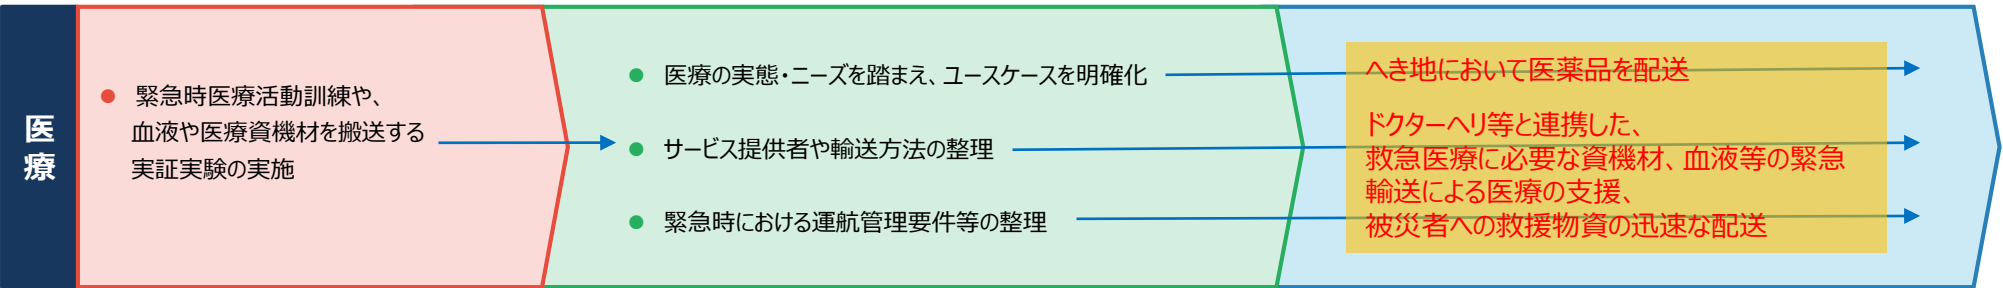 医療
緊急時医療活動訓練や、
血液や医療資機材を搬送する
実証実験の実施
医療の実態・ニーズを踏まえ、ユースケースを明確化
サービス提供者や輸送方法の整理
緊急時における運航管理要件等の整理
へき地において医薬品を配送
ドクターヘリ等と連携した、
救急医療に必要な資機材、血液等の緊急
輸送による医療の支援、
被災者への救援物資の迅速な配送